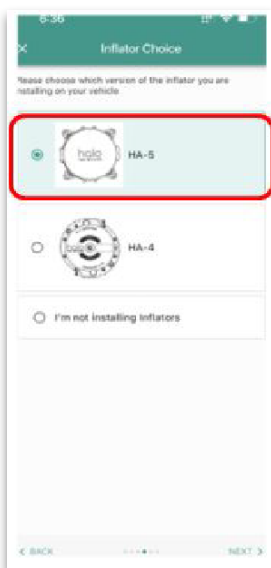 6:36
Inflator Choice
Please choose which version of the inflator you are
installing on your vehicle
halo
HA-5
halo
HA-4
I'm not installing Inflators
BACK
NEXT